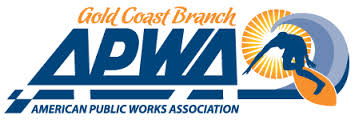 Gold Coast Branch
APWA
AMERICAN PUBLIC WORKS ASSOCIATION